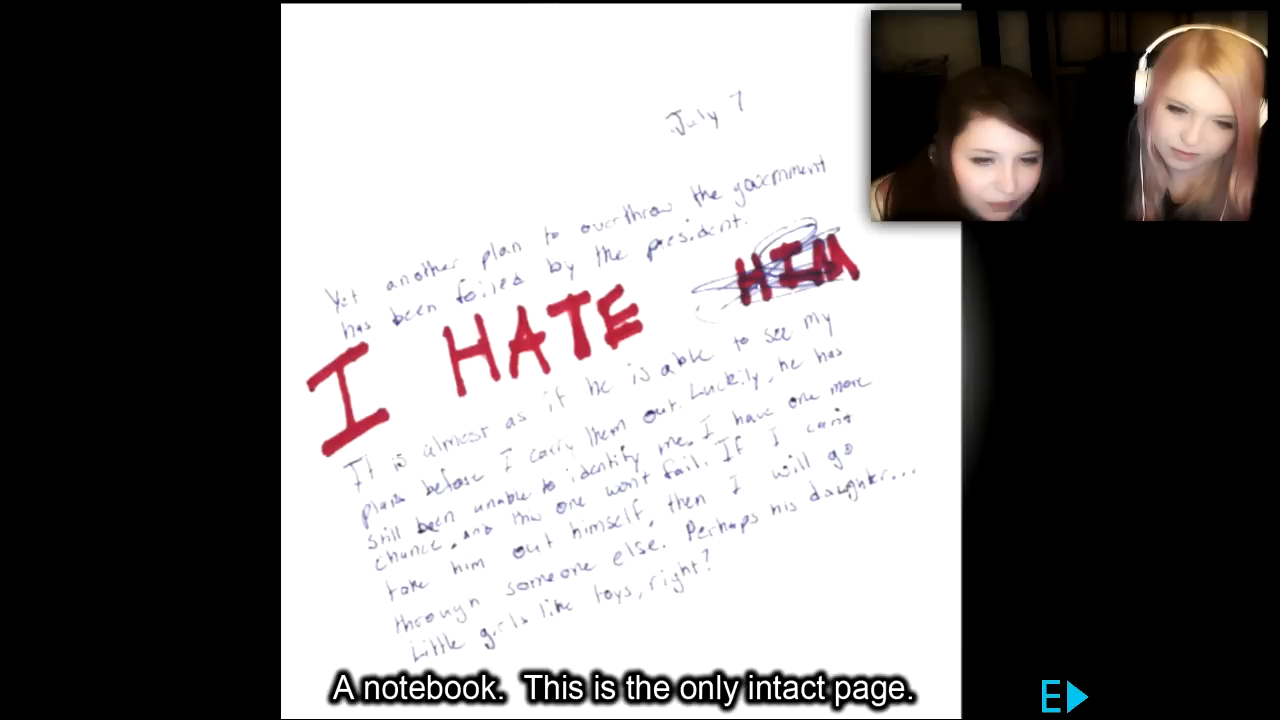 July 7
Yet another plan to overthrow the government
has been foiled by the president.
I HATE HIM
It is almost as if he is able to see my
plans before I carry them out. Luckily, he has
still been unable to identify me. I have one more
chance, and this one won't fail. If I can't
take him out himself, then I will go
through someone else. Perhaps his daughter...
Little girls like toys, right?
A notebook. This is the only intact page.
E